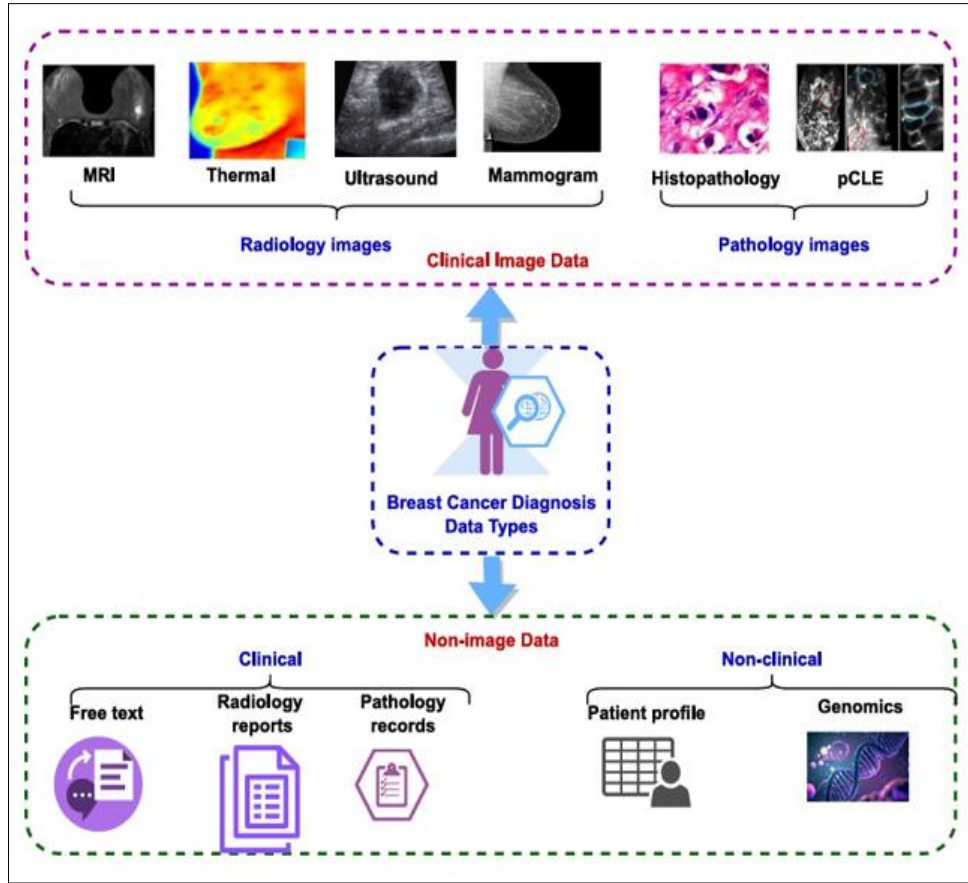 MRI
Thermal
Ultrasound
Mammogram
Histopathology
pCLE
Radiology images
Pathology images
Clinical Image Data
Breast Cancer Diagnosis
Data Types
Non-image Data
Clinical
Non-clinical
Free text
Radiology
reports
Pathology
records
Patient profile
Genomics